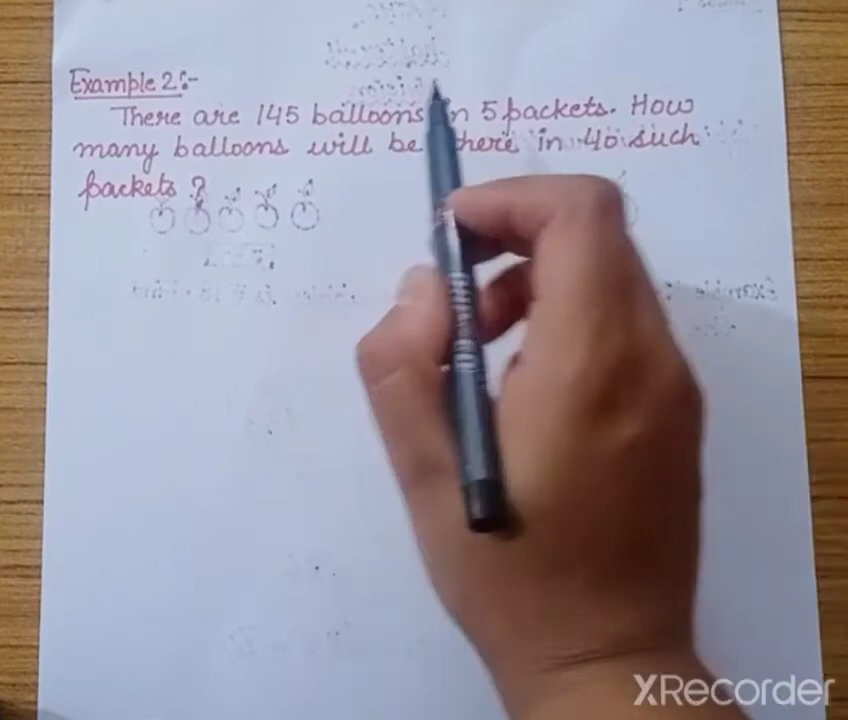 Example 2:-
There are 145 balloons in 5 packets. How
many balloons will be there in 40 such
packets ?
XRecorder